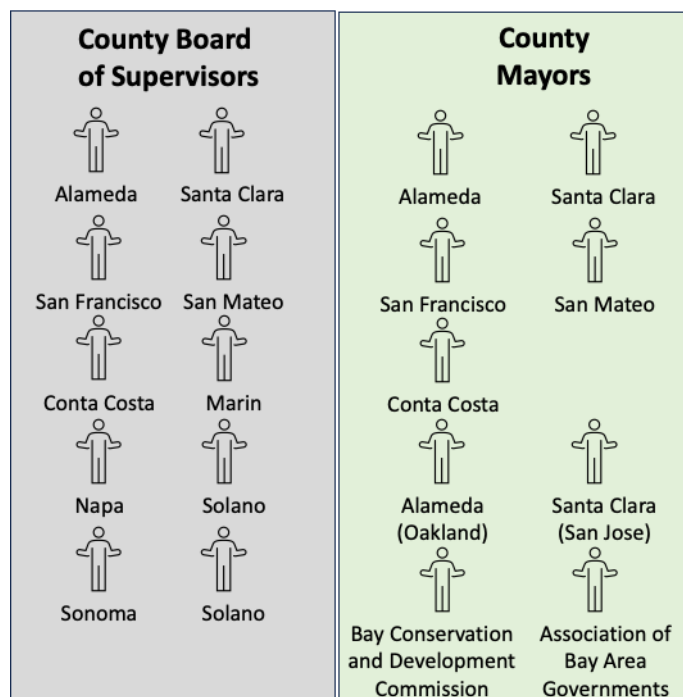 County Board
of Supervisors
Alameda Santa Clara
San Francisco San Mateo
Conta Costa Marin
Napa Solano
Sonoma Solano
County
Mayors
Alameda Santa Clara
San Francisco San Mateo
Conta Costa
Alameda Santa Clara
(Oakland) (San Jose)
Bay Conservation
and Development
Commission
Association of
Bay Area
Governments